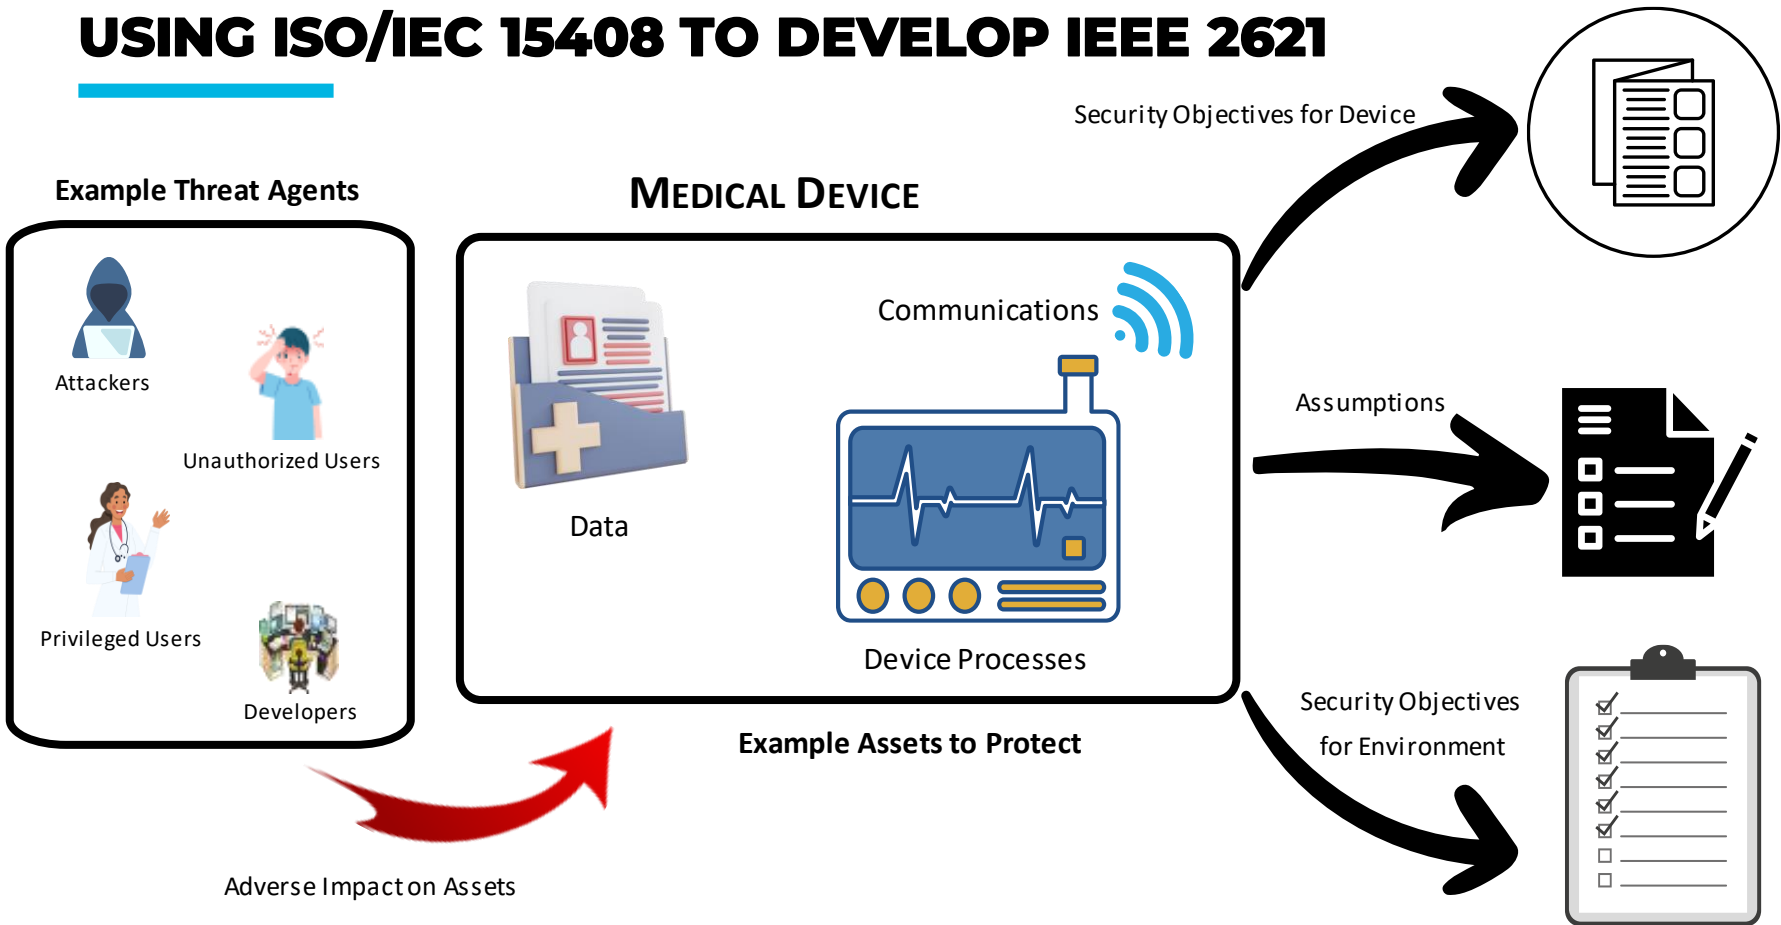 USING ISO/IEC 15408 TO DEVELOP IEEE 2621
Example Threat Agents
Attackers
Unauthorized Users
Privileged Users
Developers
Adverse Impact on Assets
MEDICAL DEVICE
Communications
Data
Device Processes
Example Assets to Protect
Security Objectives for Device
Assumptions
Security Objectives
for Environment